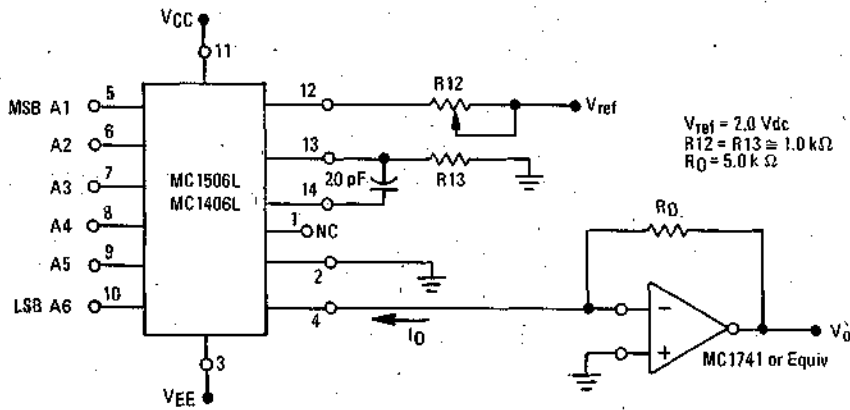 VCC
11
MSB A1 5
12
R12
Vref
A2 6
13
R13
A3 7
20 pF
14
MC1506L
MC1406L
A4 8
1 NC
A5 9
2
LSB A6 10
4
IO
3
VEE
Vref = 2.0 Vdc
R12 = R13 ≅ 1.0 kΩ
RO = 5.0 k Ω
RO
−
+
VO
MC1741 or Equiv